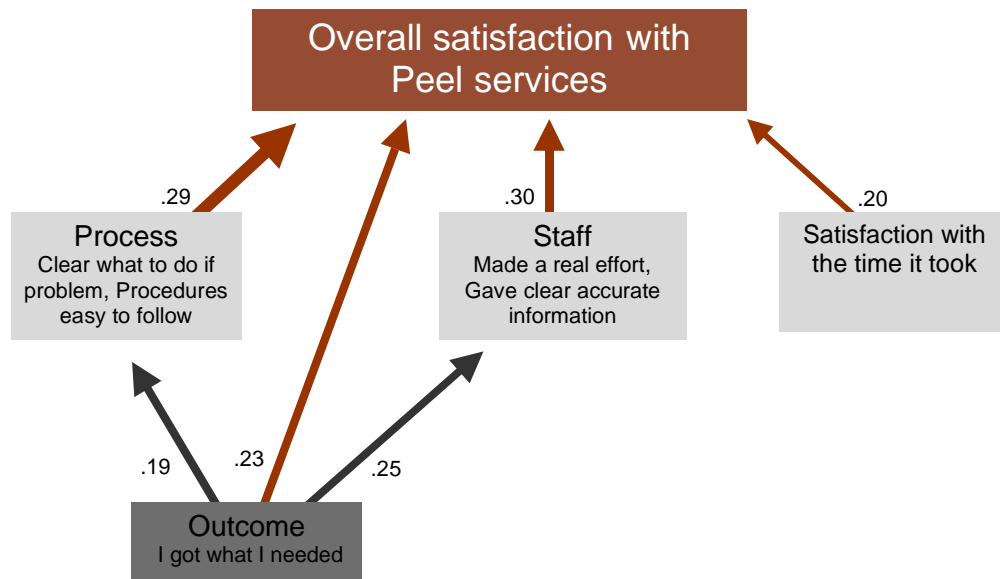 Overall satisfaction with
Peel services
.29
.30
.20
Process
Clear what to do if
problem, Procedures
easy to follow
Staff
Made a real effort,
Gave clear accurate
information
Satisfaction with
the time it took
.19
.23
.25
Outcome
I got what I needed